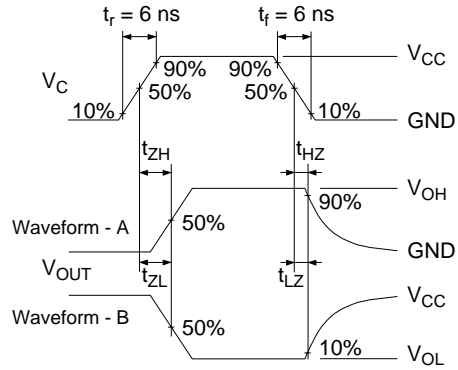 tr = 6 ns
tf = 6 ns
VC
90%
50%
10%
90%
50%
10%
VCC
GND
tZH
tHZ
Waveform - A
50%
90%
VOH
GND
VOUT
tZL
tLZ
VCC
Waveform - B
50%
10%
VOL